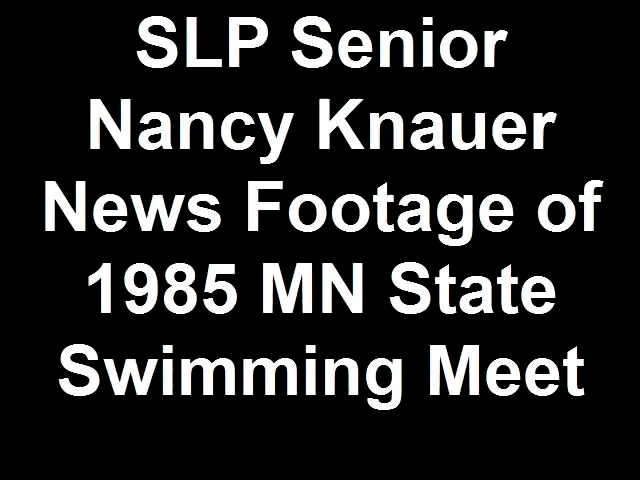 SLP Senior
Nancy Knauer
News Footage of
1985 MN State
Swimming Meet